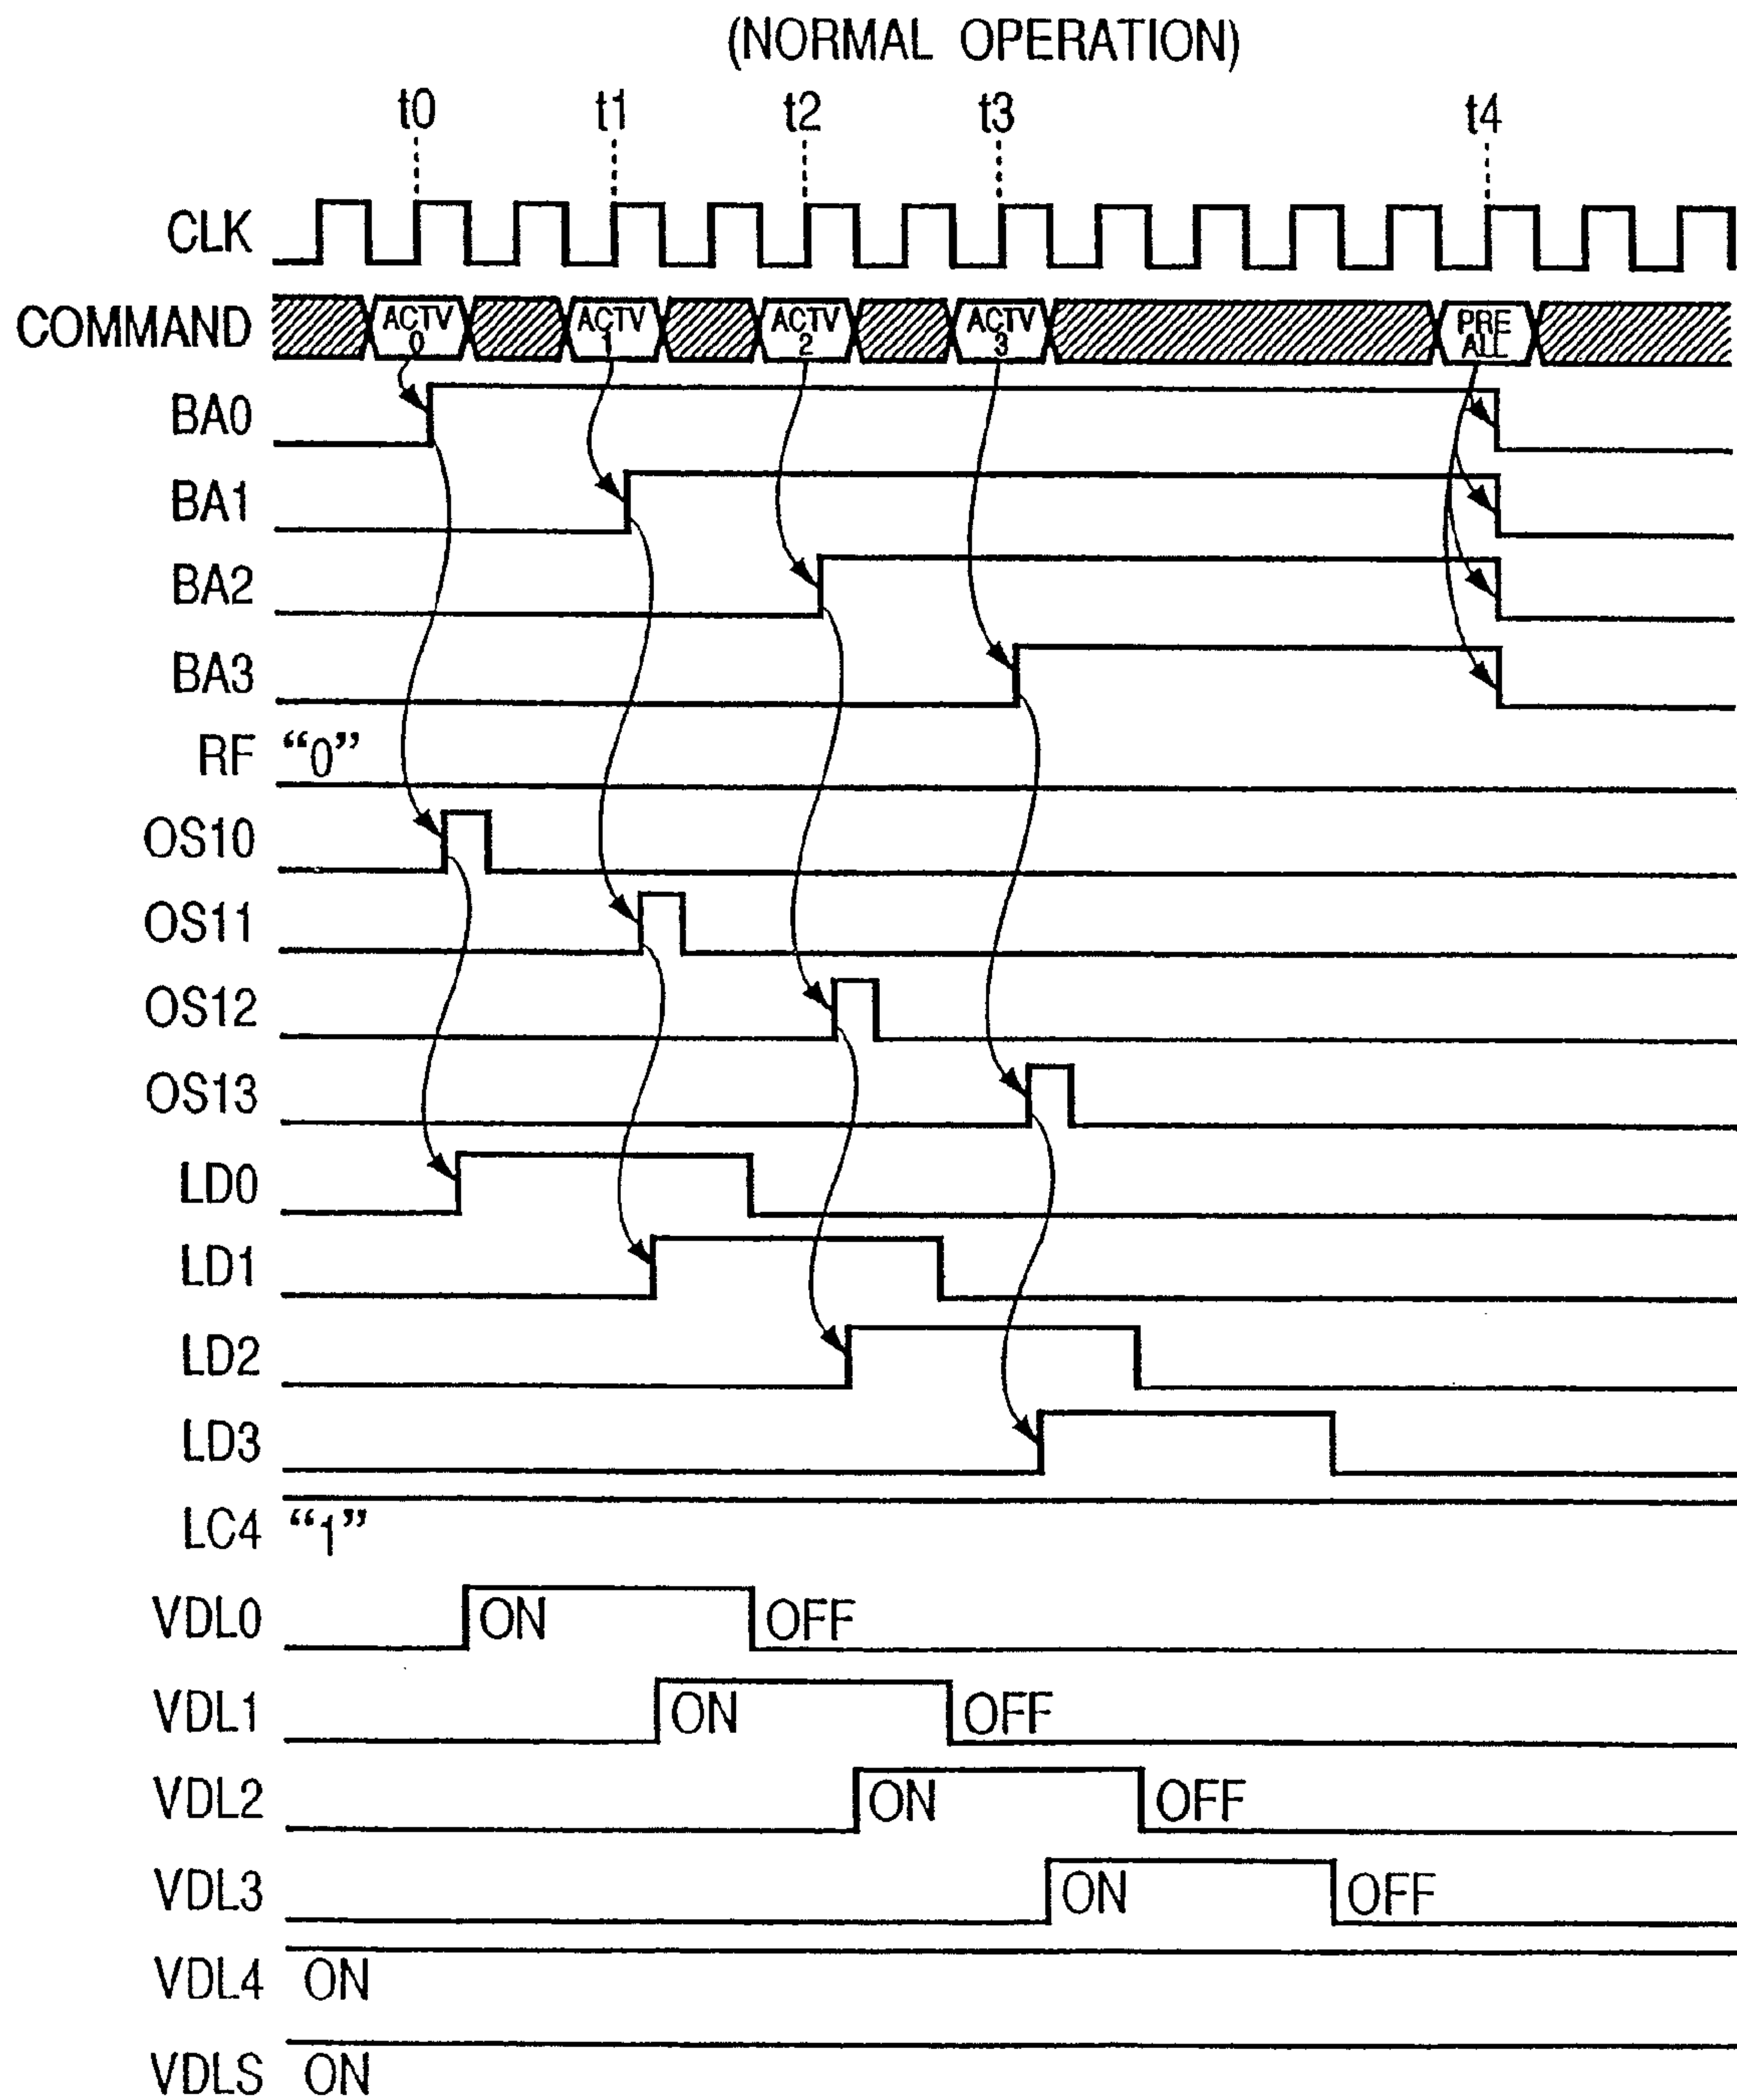 (NORMAL OPERATION)
t0 t1 t2 t3 t4
CLK
COMMAND ACTV 0 ACTV 1 ACTV 2 ACTV 3 PRE ALL
BA0
BA1
BA2
BA3
RF “0”
OS10
OS11
OS12
OS13
LD0
LD1
LD2
LD3
LC4 “1”
VDL0 ON OFF
VDL1 ON OFF
VDL2 ON OFF
VDL3 ON OFF
VDL4 ON
VDLS ON